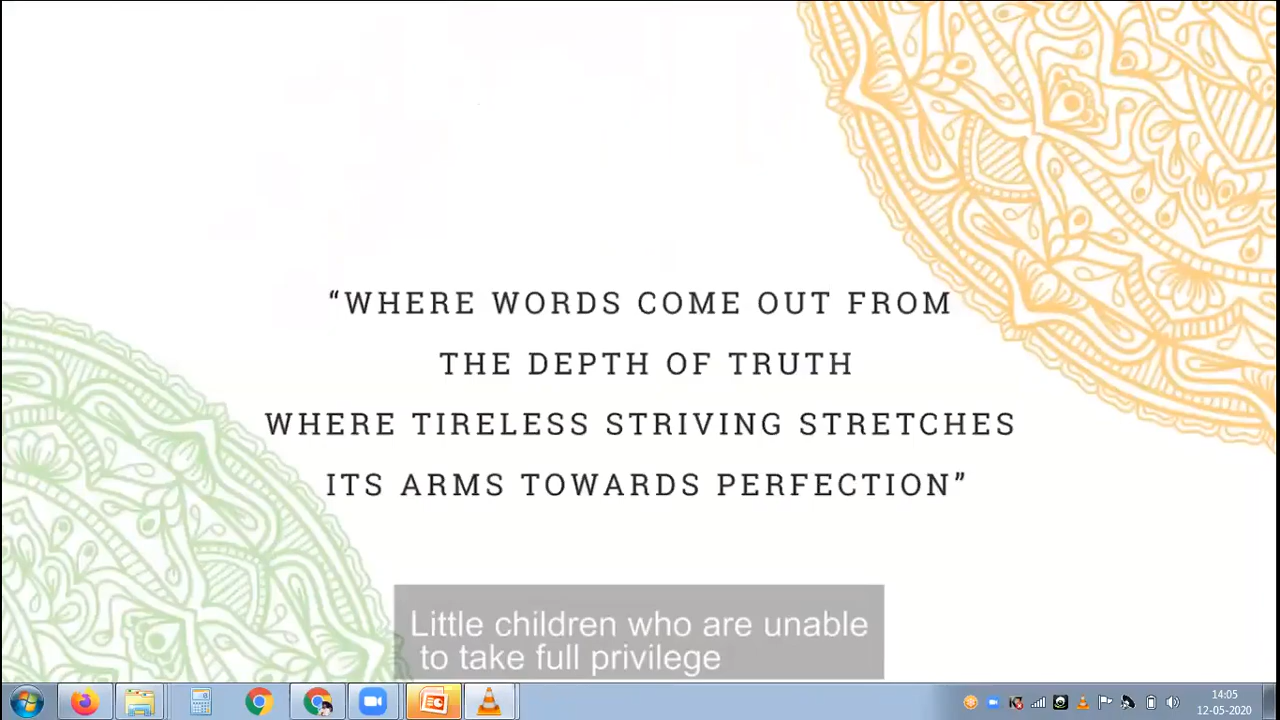 “WHERE WORDS COME OUT FROM
THE DEPTH OF TRUTH
WHERE TIRELESS STRIVING STRETCHES
ITS ARMS TOWARDS PERFECTION”
Little children who are unable
to take full privilege
14:05
12-05-2020